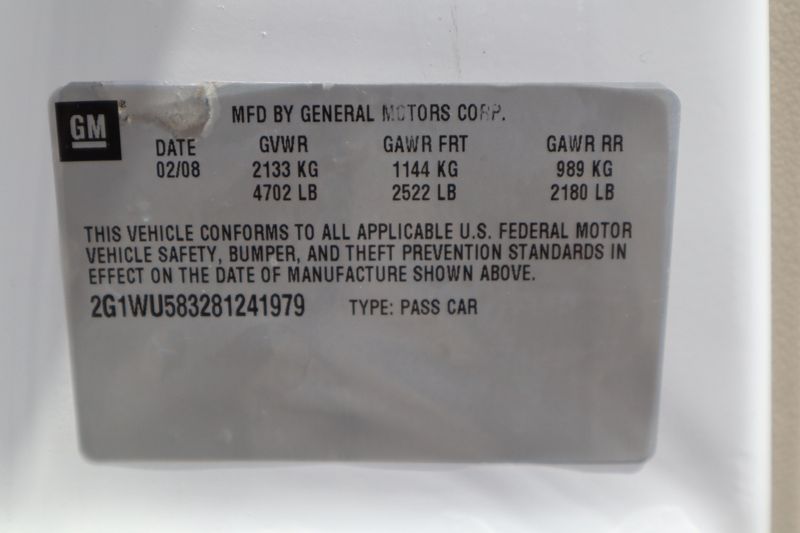 GM
MFD BY GENERAL MOTORS CORP.
DATE GVWR GAWR FRT GAWR RR
02/08 2133 KG 1144 KG 989 KG
4702 LB 2522 LB 2180 LB
THIS VEHICLE CONFORMS TO ALL APPLICABLE U.S. FEDERAL MOTOR
VEHICLE SAFETY, BUMPER, AND THEFT PREVENTION STANDARDS IN
EFFECT ON THE DATE OF MANUFACTURE SHOWN ABOVE.
2G1WU583281241979 TYPE: PASS CAR